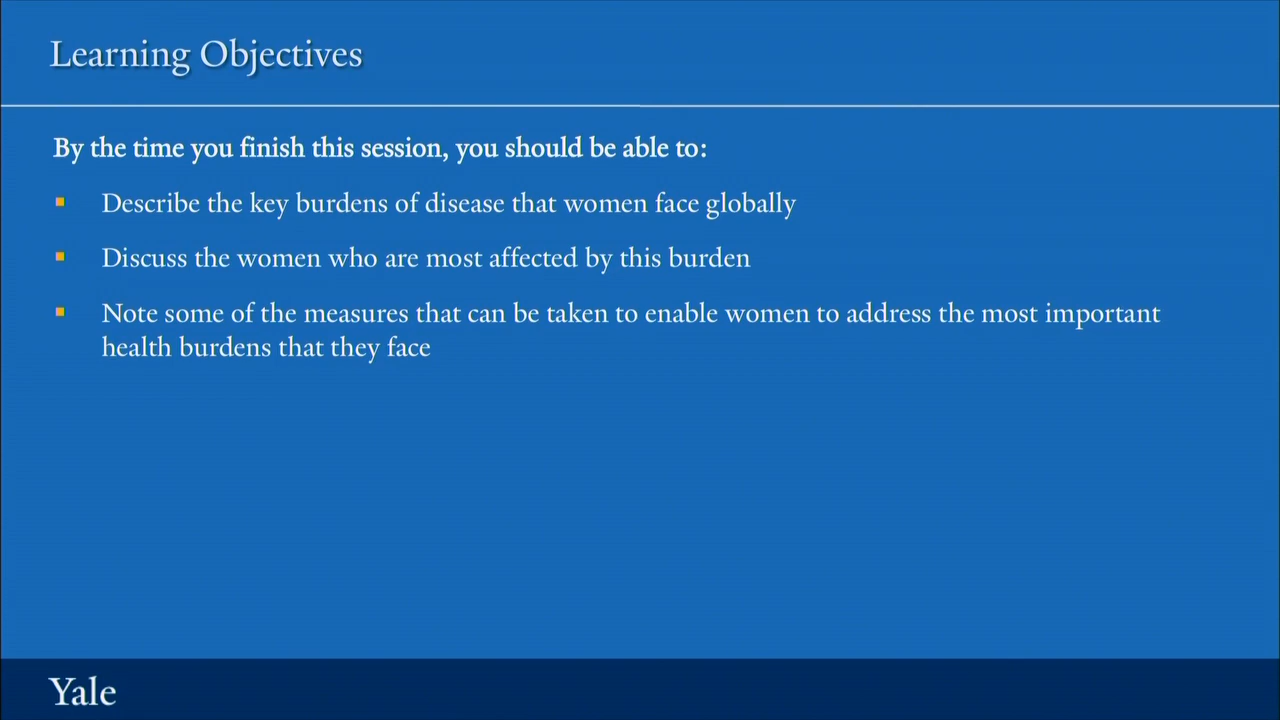 Learning Objectives
By the time you finish this session, you should be able to:
Describe the key burdens of disease that women face globally
Discuss the women who are most affected by this burden
Note some of the measures that can be taken to enable women to address the most important
health burdens that they face
Yale